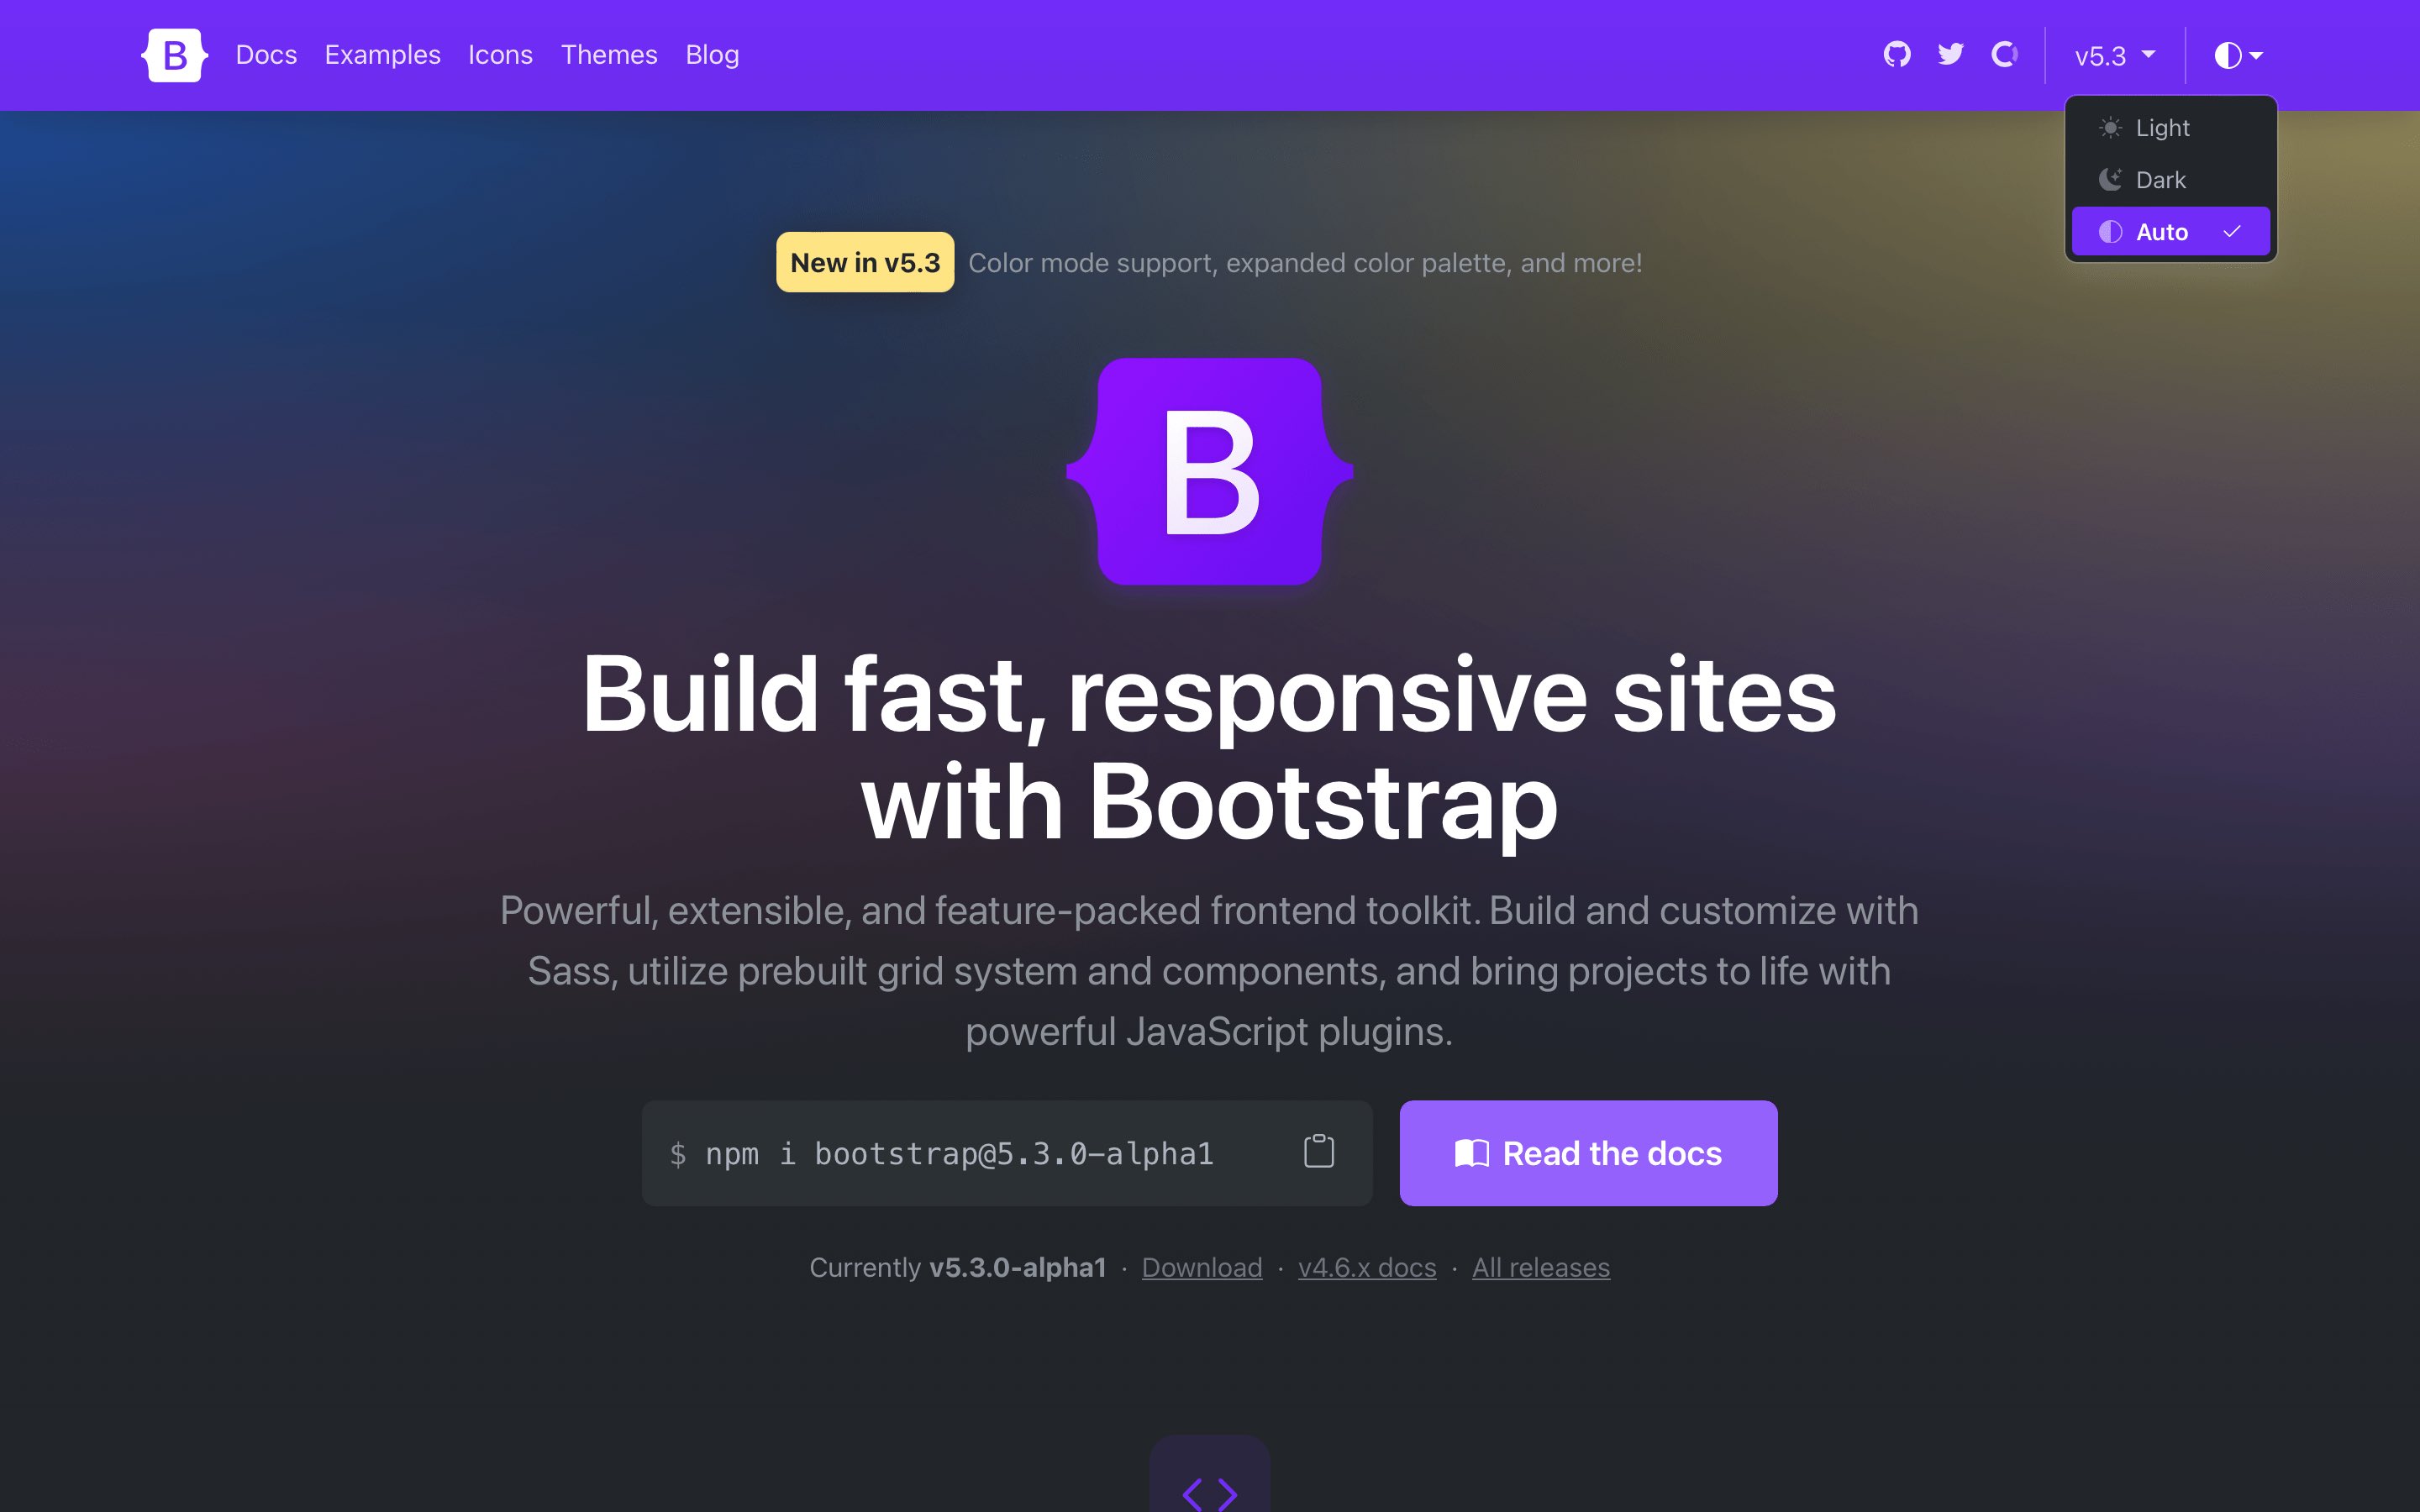 B Docs Examples Icons Themes Blog v5.3
Light
Dark
Auto
New in v5.3 Color mode support, expanded color palette, and more!
B
Build fast, responsive sites
with Bootstrap
Powerful, extensible, and feature-packed frontend toolkit. Build and customize with
Sass, utilize prebuilt grid system and components, and bring projects to life with
powerful JavaScript plugins.
$ npm i bootstrap@5.3.0-alpha1 Read the docs
Currently v5.3.0-alpha1 · Download · v4.6.x docs · All releases